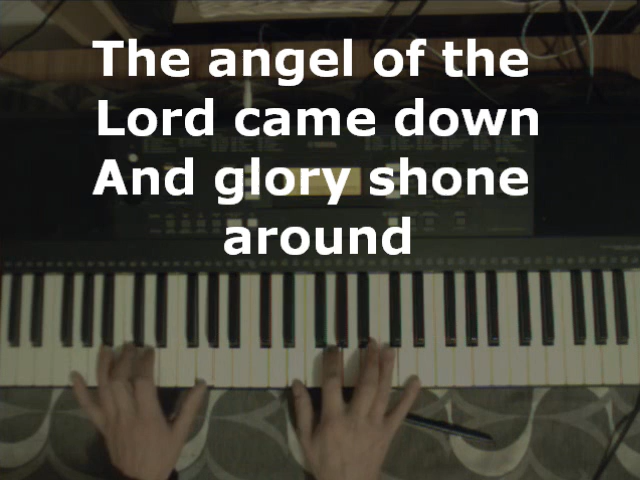 The angel of the
Lord came down
And glory shone
around